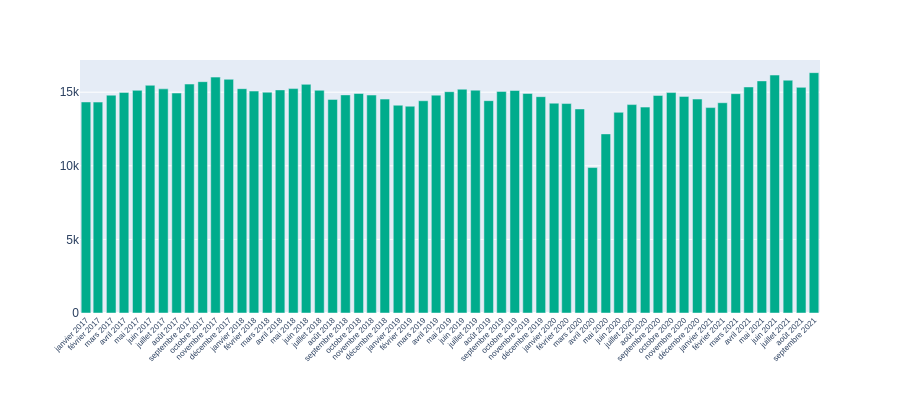 15k
10k
5k
0
janvier 2017
février 2017
mars 2017
avril 2017
mai 2017
juin 2017
juillet 2017
août 2017
septembre 2017
octobre 2017
novembre 2017
décembre 2017
janvier 2018
février 2018
mars 2018
avril 2018
mai 2018
juin 2018
juillet 2018
août 2018
septembre 2018
octobre 2018
novembre 2018
décembre 2018
janvier 2019
février 2019
mars 2019
avril 2019
mai 2019
juin 2019
juillet 2019
août 2019
septembre 2019
octobre 2019
novembre 2019
décembre 2019
janvier 2020
février 2020
mars 2020
avril 2020
mai 2020
juin 2020
juillet 2020
août 2020
septembre 2020
octobre 2020
novembre 2020
décembre 2020
janvier 2021
février 2021
mars 2021
avril 2021
mai 2021
juin 2021
juillet 2021
août 2021
septembre 2021